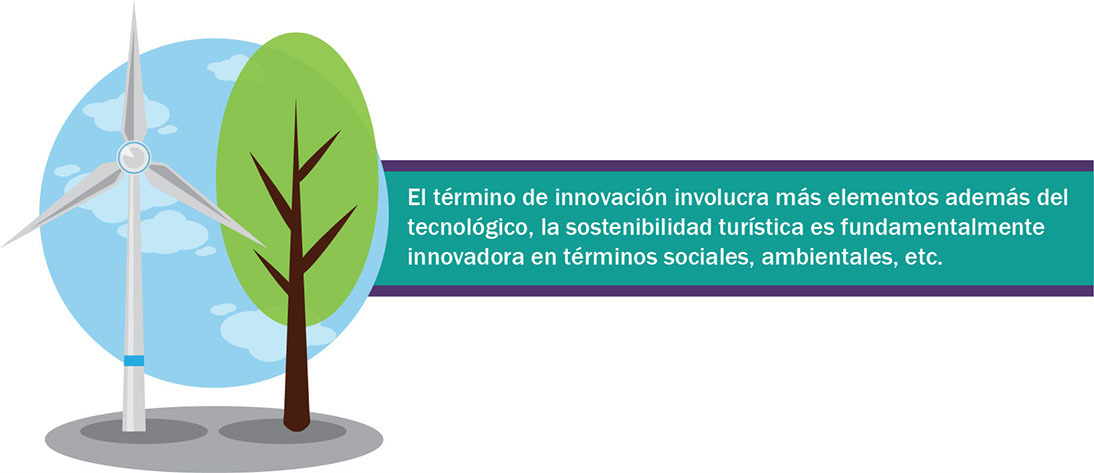 El término de innovación involucra más elementos además del
tecnológico, la sostenibilidad turística es fundamentalmente
innovadora en términos sociales, ambientales, etc.